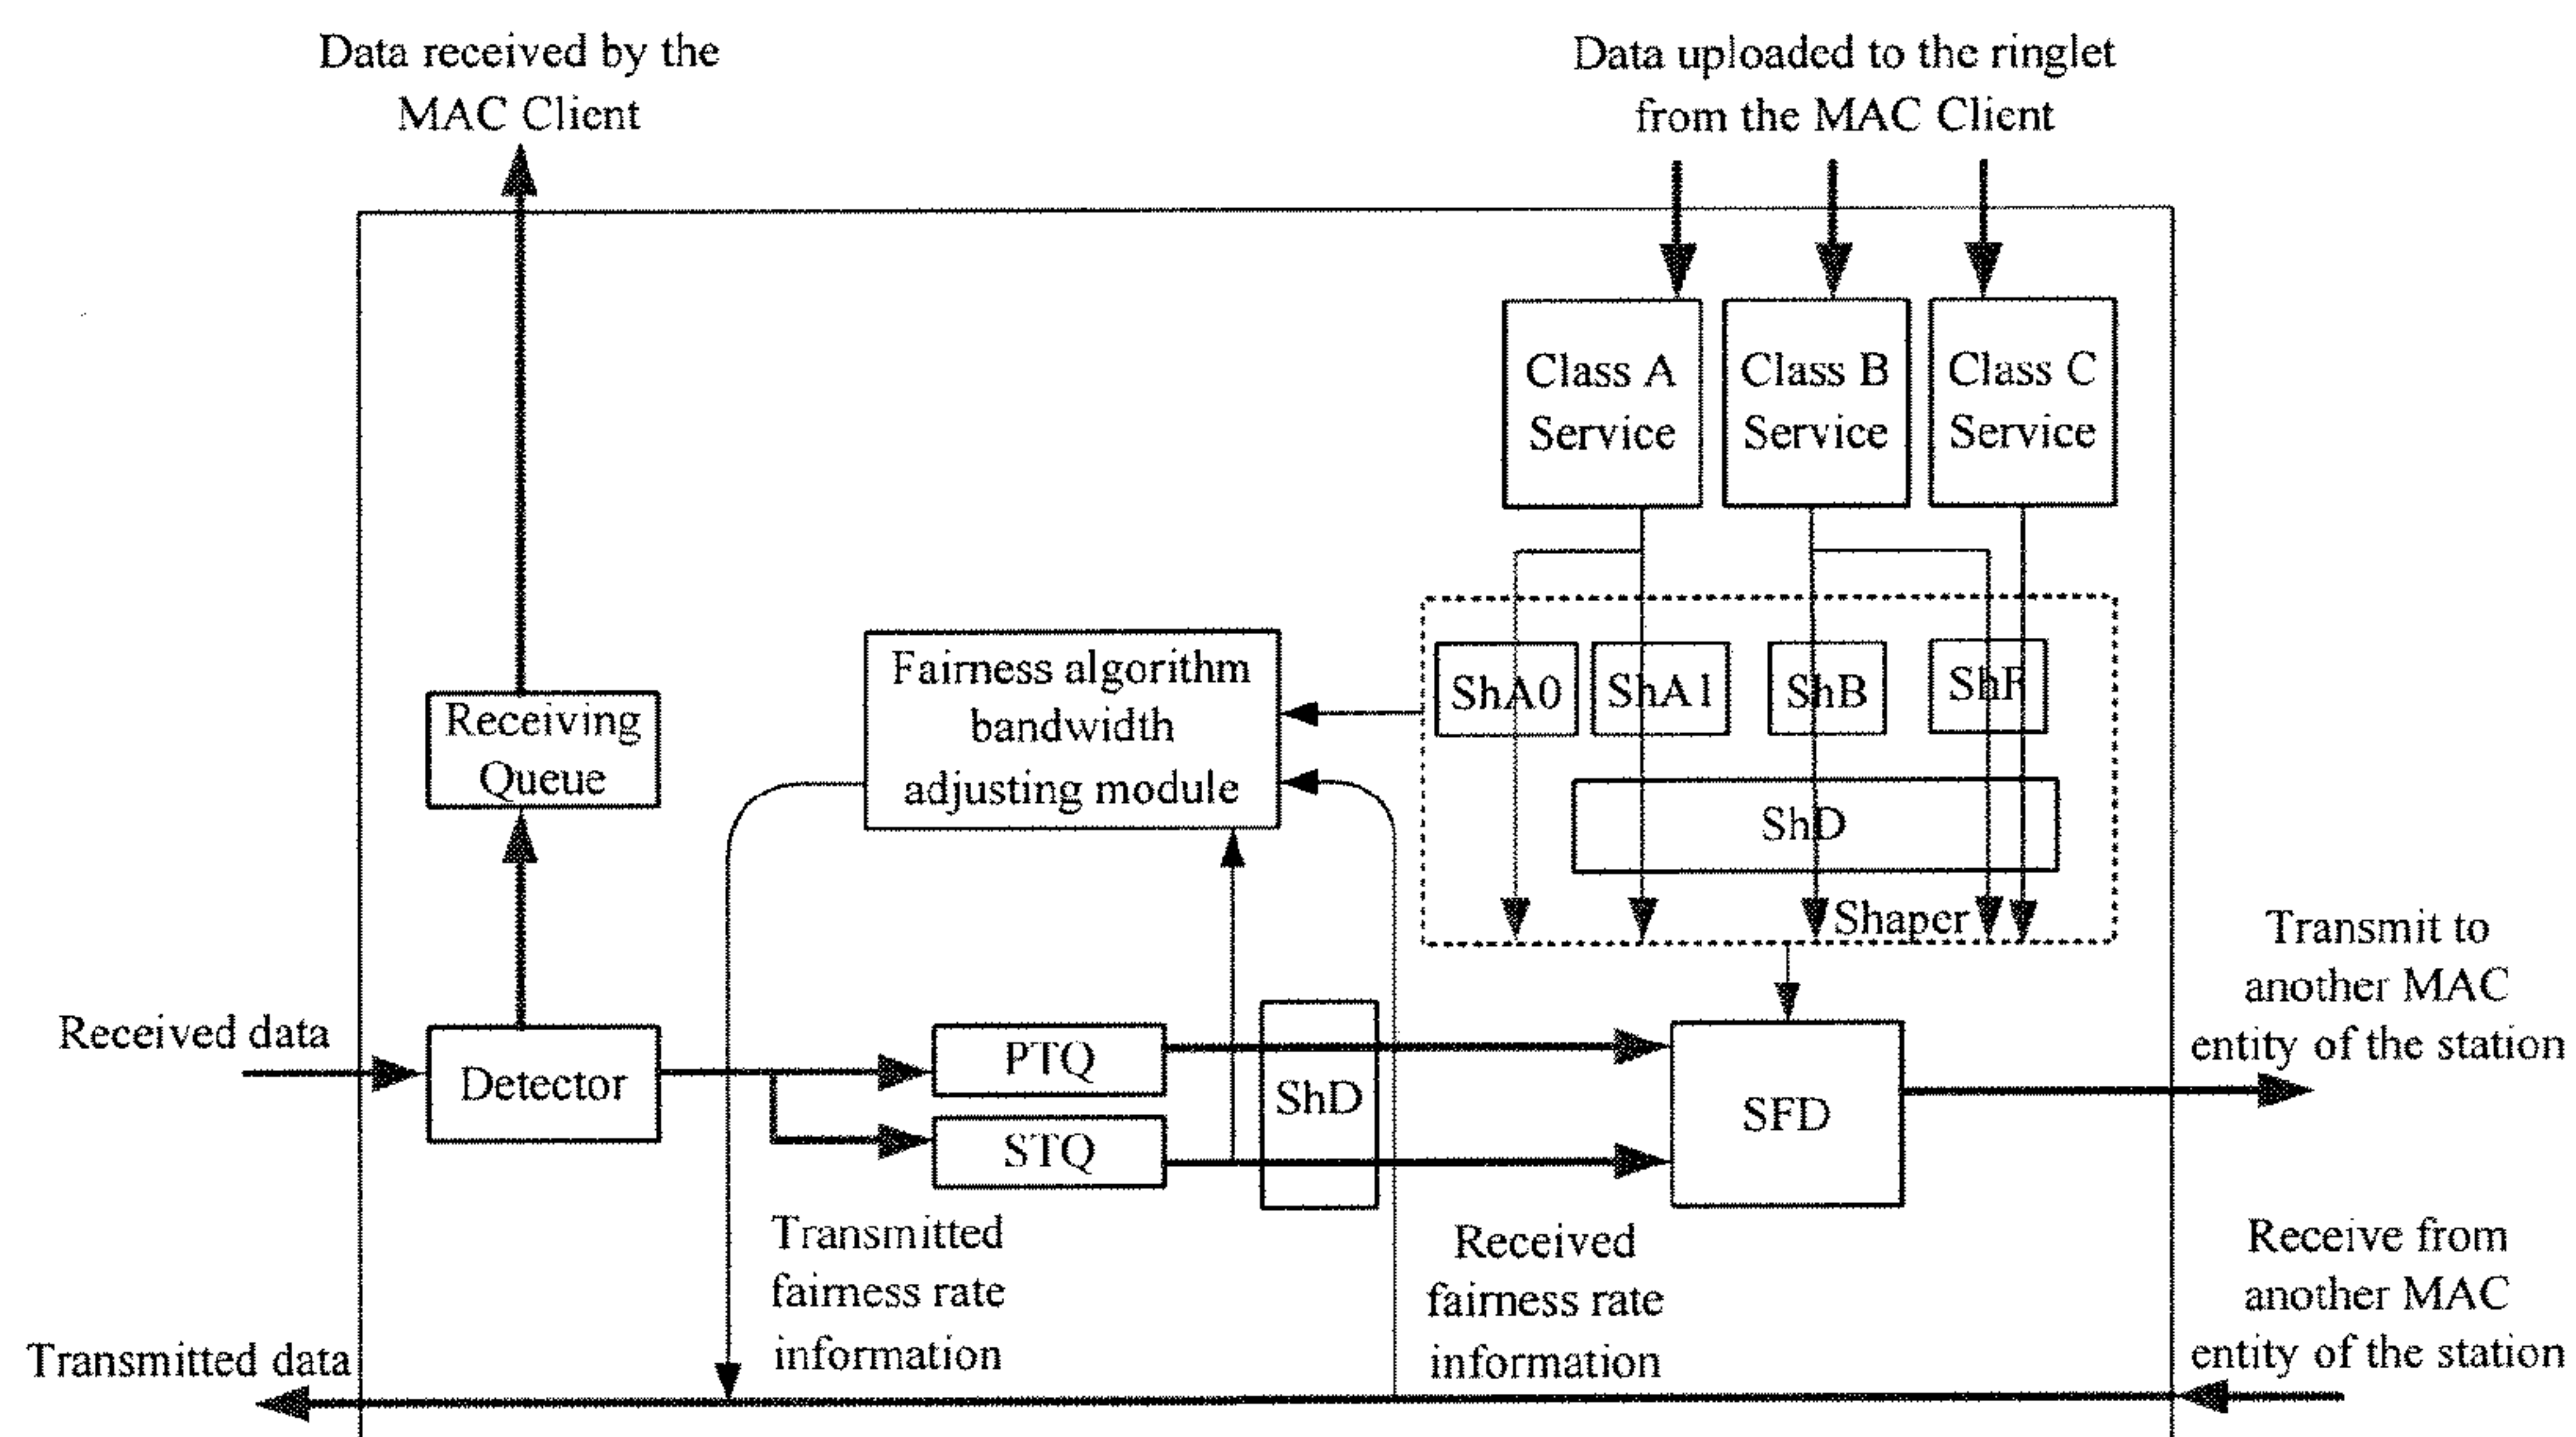 Data received by the
MAC Client
Data uploaded to the ringlet
from the MAC Client
Class A
Service
Class B
Service
Class C
Service
Fairness algorithm
bandwidth
adjusting module
ShA0
ShA1
ShB
ShF
ShD
Shaper
Receiving
Queue
Received data
Detector
PTQ
STQ
ShD
SFD
Transmit to
another MAC
entity of the station
Transmitted
fairness rate
information
Received
fairness rate
information
Receive from
another MAC
entity of the station
Transmitted data